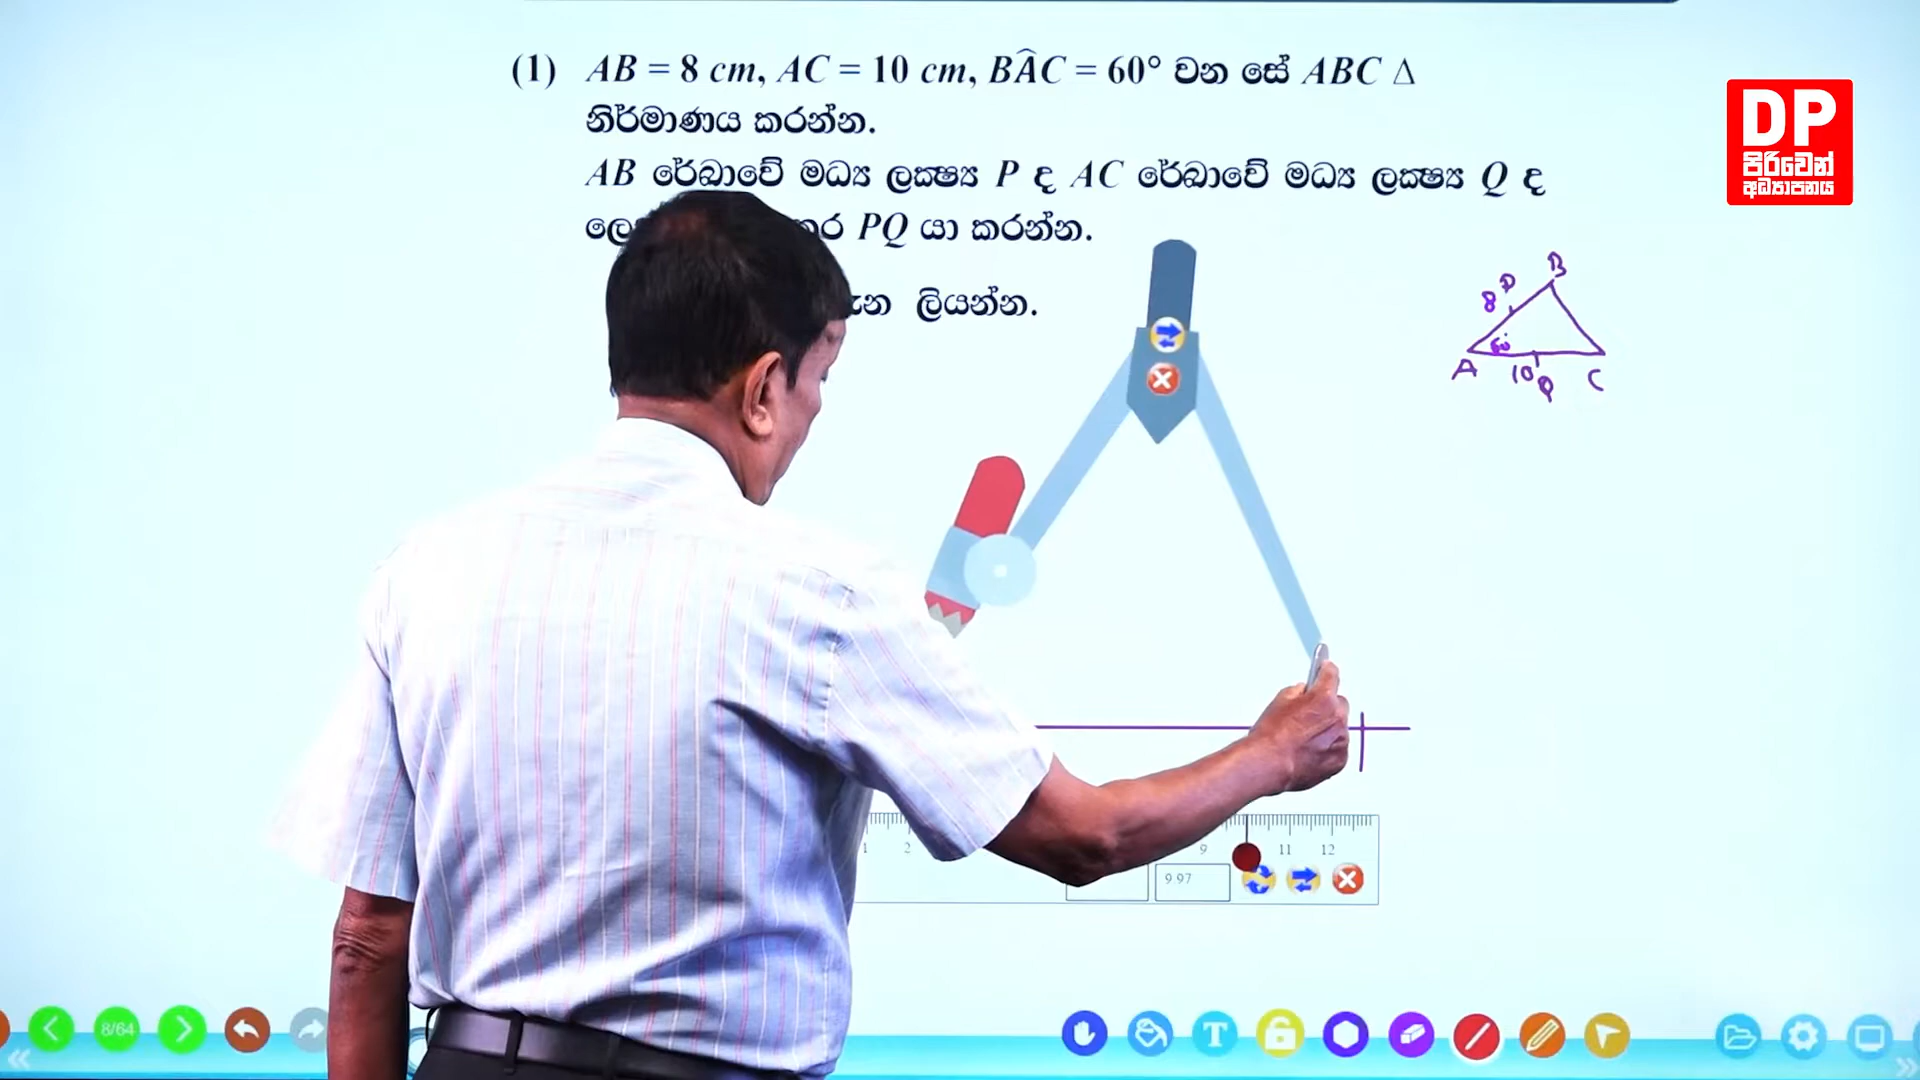 (1) AB = 8 cm, AC = 10 cm, BÂC = 60° වන සේ ABC Δ
නිර්මාණය කරන්න.
AB රේඛාවේ මධ්‍ය ලක්‍ෂ්‍ය P ද AC රේඛාවේ මධ්‍ය ලක්‍ෂ්‍ය Q ද
PQ යා කරන්න.
ලියන්න.
DP
පිරිවෙන්
අධ්‍යාපනය
B
P
8
60°
A
10
Q
C
1 2 9 11 12
9.97
8/64
T